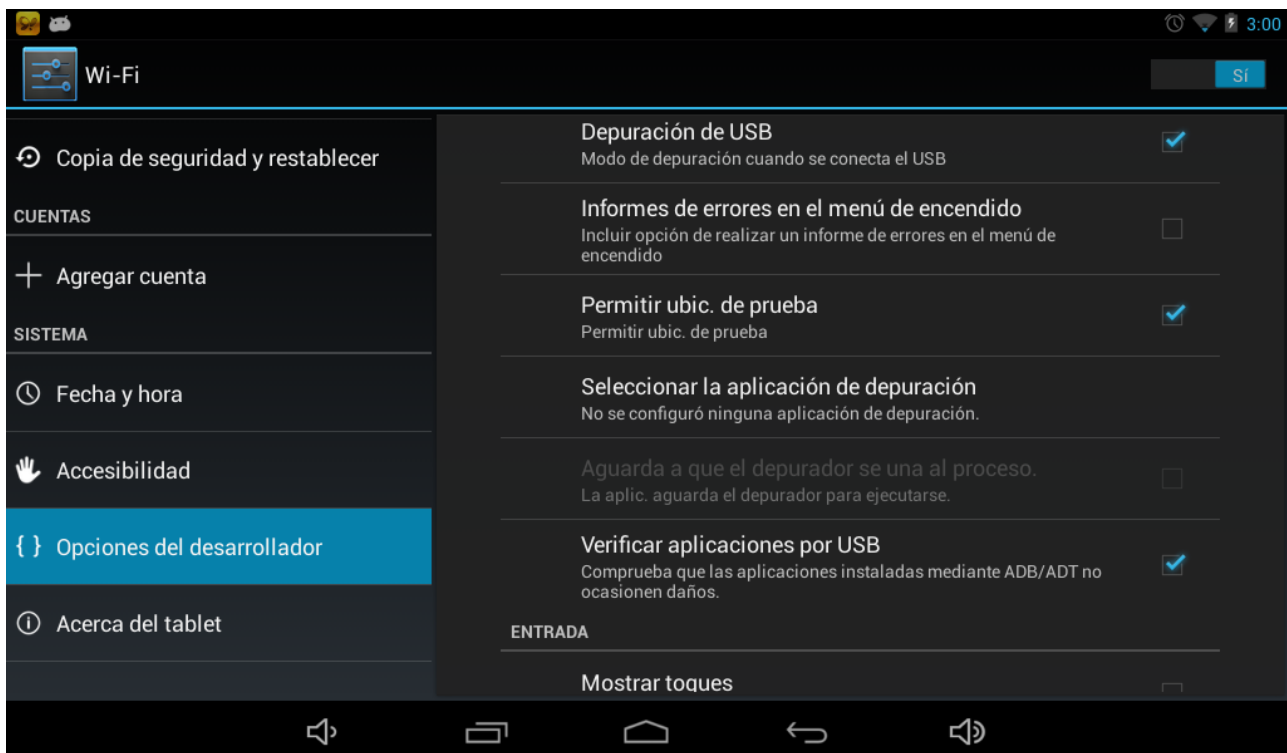 3:00
Wi-Fi
Sí
Copia de seguridad y restablecer
CUENTAS
Agregar cuenta
SISTEMA
Fecha y hora
Accesibilidad
{ } Opciones del desarrollador
Acerca del tablet
Depuración de USB
Modo de depuración cuando se conecta el USB
Informes de errores en el menú de encendido
Incluir opción de realizar un informe de errores en el menú de
encendido
Permitir ubic. de prueba
Permitir ubic. de prueba
Seleccionar la aplicación de depuración
No se configuró ninguna aplicación de depuración.
Aguarda a que el depurador se una al proceso.
La aplic. aguarda el depurador para ejecutarse.
Verificar aplicaciones por USB
Comprueba que las aplicaciones instaladas mediante ADB/ADT no
ocasionen daños.
ENTRADA
Mostrar toques